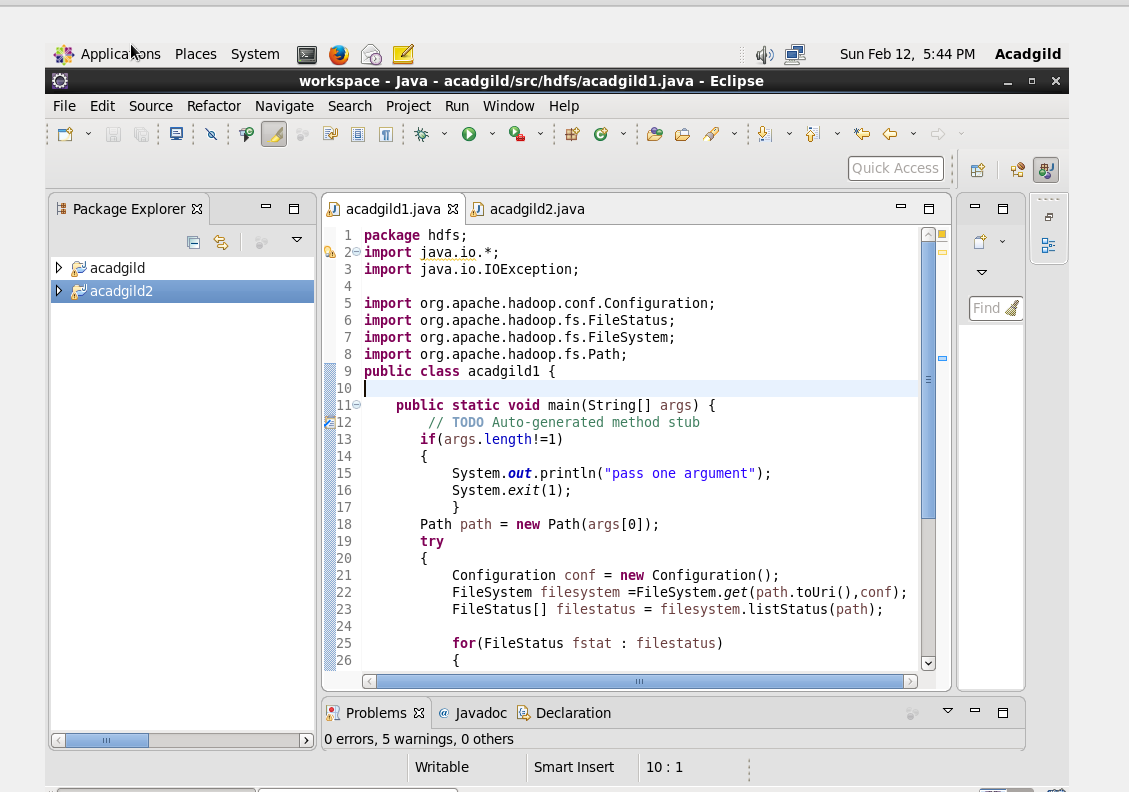 Applications Places System Sun Feb 12, 5:44 PM Acadgild
workspace - Java - acadgild/src/hdfs/acadgild1.java - Eclipse
File Edit Source Refactor Navigate Search Project Run Window Help
Quick Access
Package Explorer
acadgild
acadgild2
acadgild1.java acadgild2.java
1 package hdfs;
2 import java.io.*;
3 import java.io.IOException;
4
5 import org.apache.hadoop.conf.Configuration;
6 import org.apache.hadoop.fs.FileStatus;
7 import org.apache.hadoop.fs.FileSystem;
8 import org.apache.hadoop.fs.Path;
9 public class acadgild1 {
10
11 public static void main(String[] args) {
12 // TODO Auto-generated method stub
13 if(args.length!=1)
14 {
15 System.out.println("pass one argument");
16 System.exit(1);
17 }
18 Path path = new Path(args[0]);
19 try
20 {
21 Configuration conf = new Configuration();
22 FileSystem filesystem =FileSystem.get(path.toUri(),conf);
23 FileStatus[] filestatus = filesystem.listStatus(path);
24
25 for(FileStatus fstat : filestatus)
26 {
Find
Problems @ Javadoc Declaration
0 errors, 5 warnings, 0 others
Writable Smart Insert 10 : 1